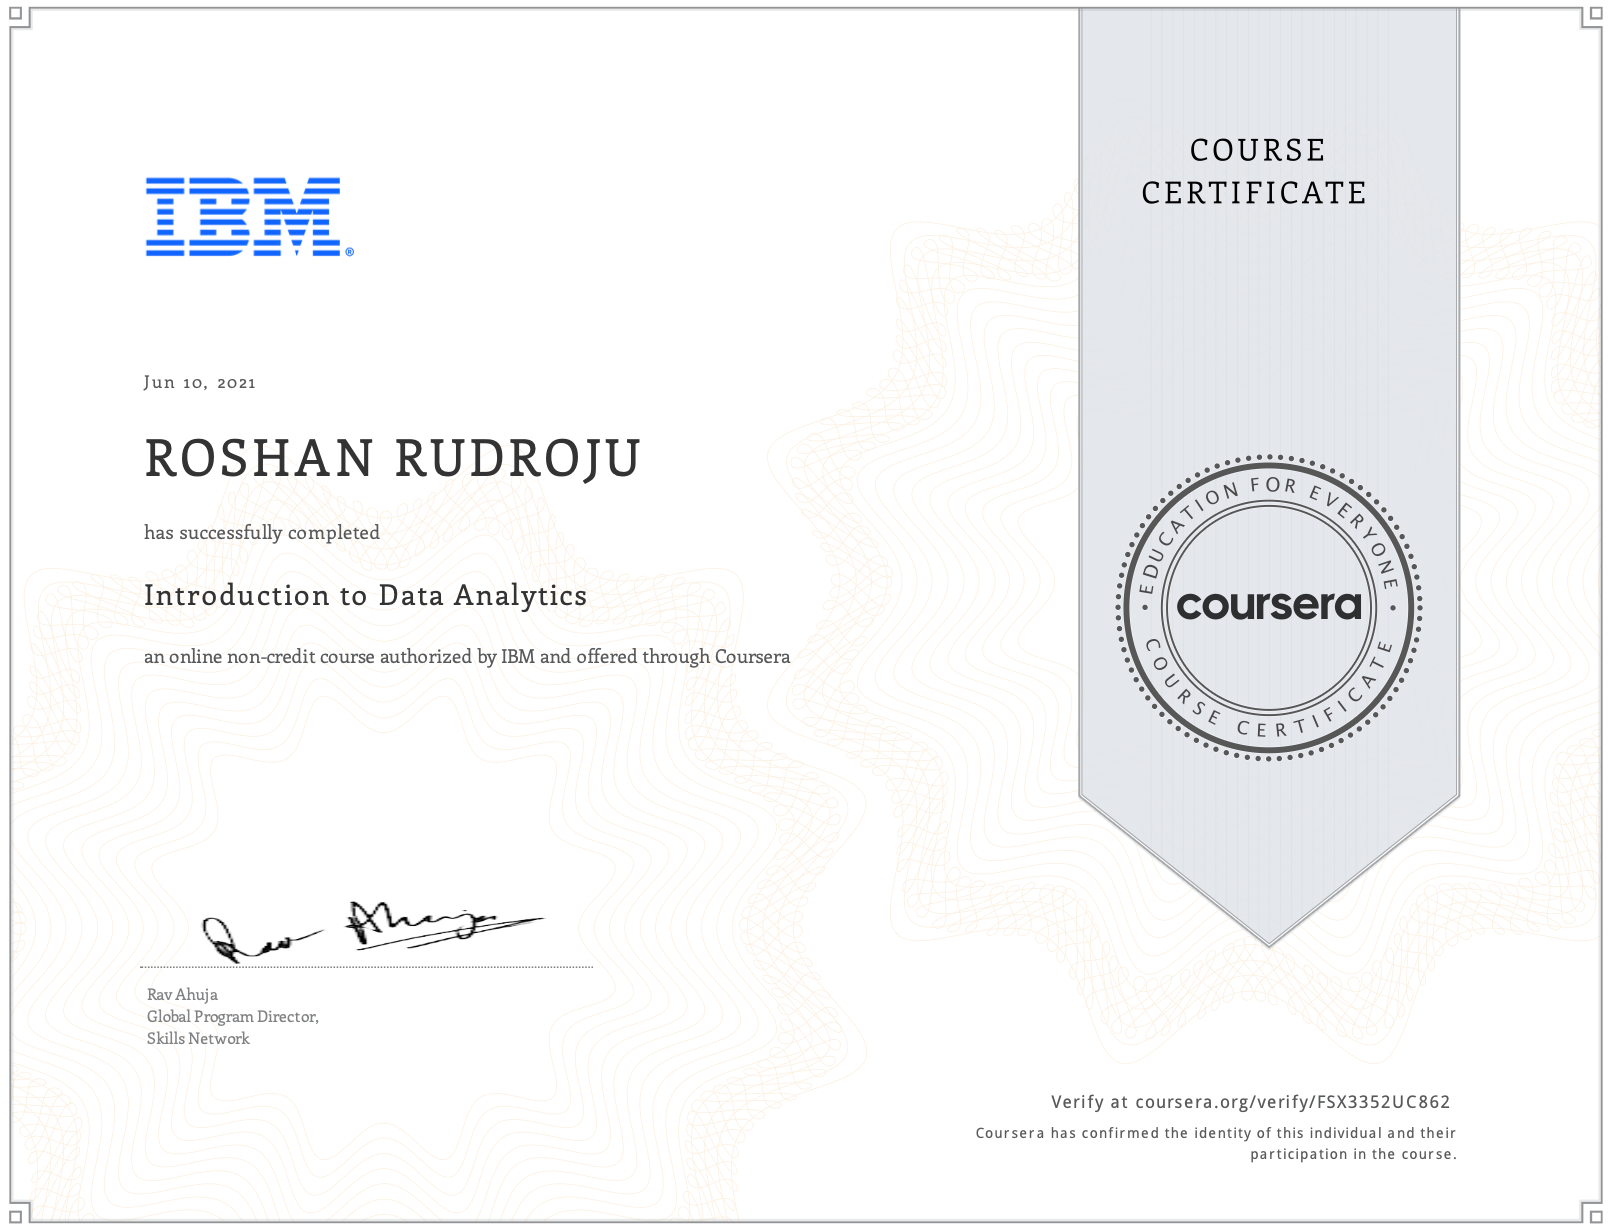 COURSE
CERTIFICATE
IBM®
Jun 10, 2021
ROSHAN RUDROJU
has successfully completed
Introduction to Data Analytics
an online non-credit course authorized by IBM and offered through Coursera
EDUCATION FOR EVERYONE
coursera
COURSE CERTIFICATE
Rav Ahuja
Rav Ahuja
Global Program Director,
Skills Network
Verify at coursera.org/verify/FSX3352UC862
Coursera has confirmed the identity of this individual and their
participation in the course.